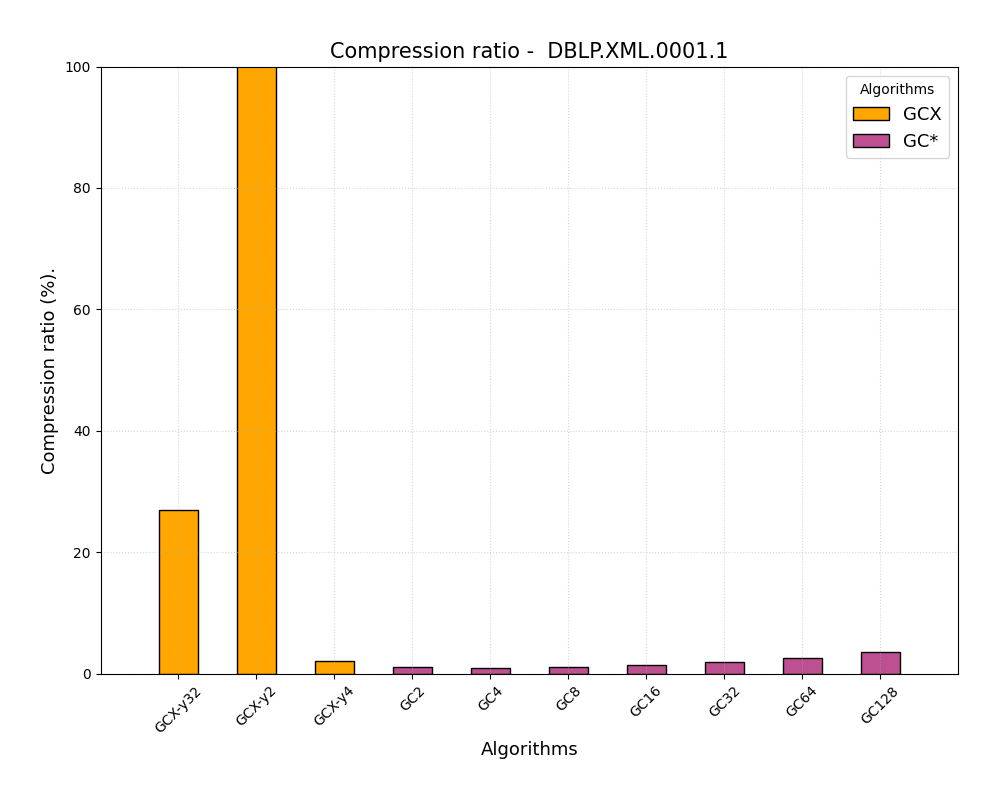 Compression ratio -  DBLP.XML.0001.1
Algorithms
GCX
GC*
Compression ratio (%).
100
80
60
40
20
0
GCX-y32
GCX-y2
GCX-y4
GC2
GC4
GC8
GC16
GC32
GC64
GC128
Algorithms